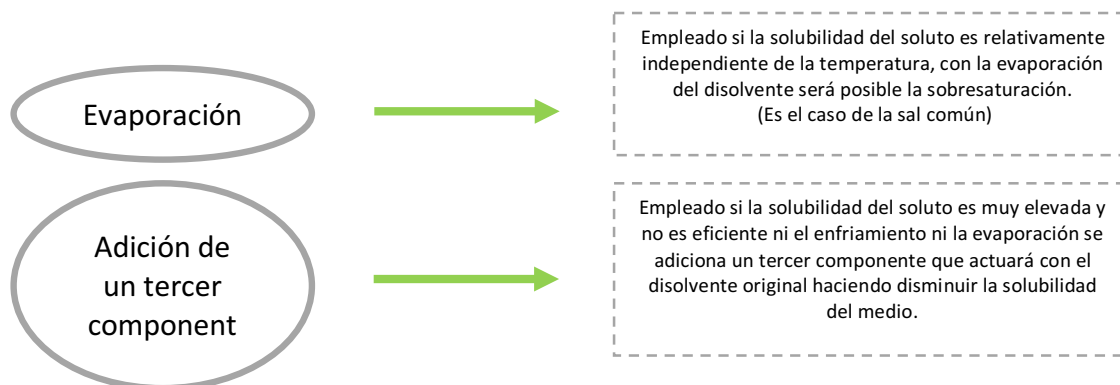 Evaporación
Empleado si la solubilidad del soluto es relativamente
independiente de la temperatura, con la evaporación
del disolvente será posible la sobresaturación.
(Es el caso de la sal común)
Adición de
un tercer
component
Empleado si la solubilidad del soluto es muy elevada y
no es eficiente ni el enfriamiento ni la evaporación se
adiciona un tercer componente que actuará con el
disolvente original haciendo disminuir la solubilidad
del medio.